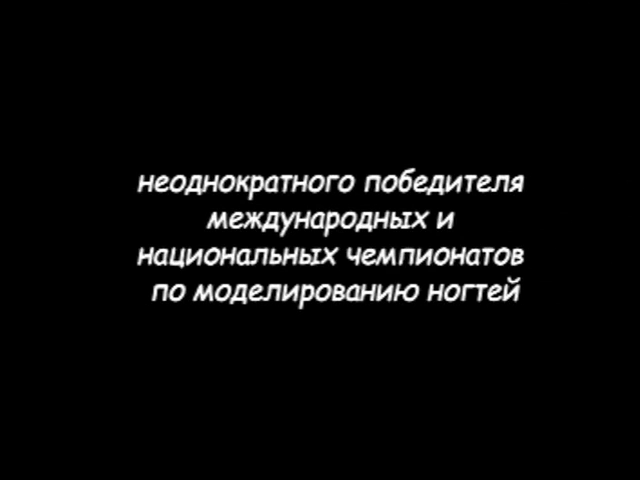 неоднократного победителя
международных и
национальных чемпионатов
по моделированию ногтей